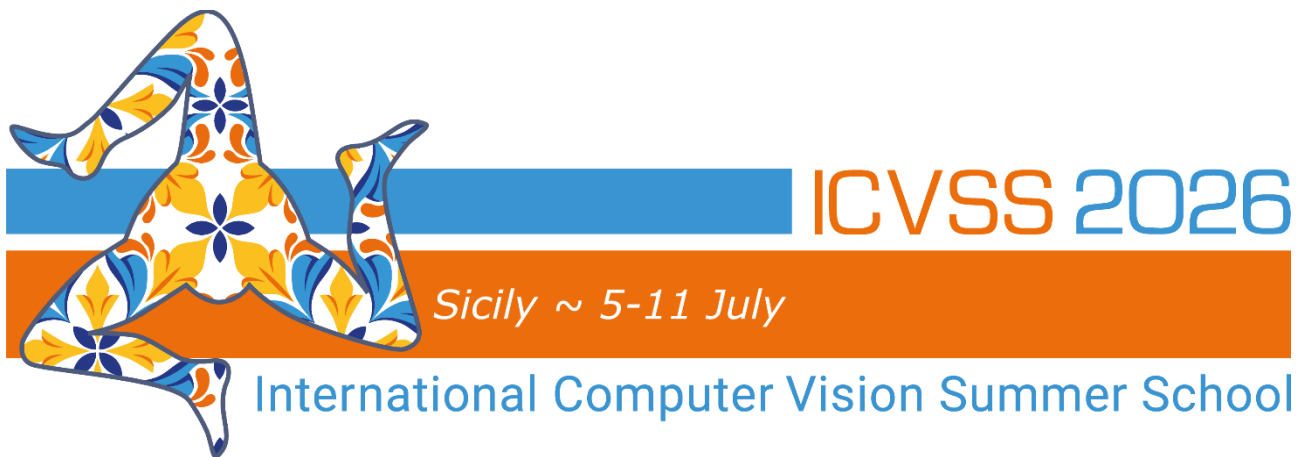 ICVSS 2026
Sicily ~ 5-11 July
International Computer Vision Summer School